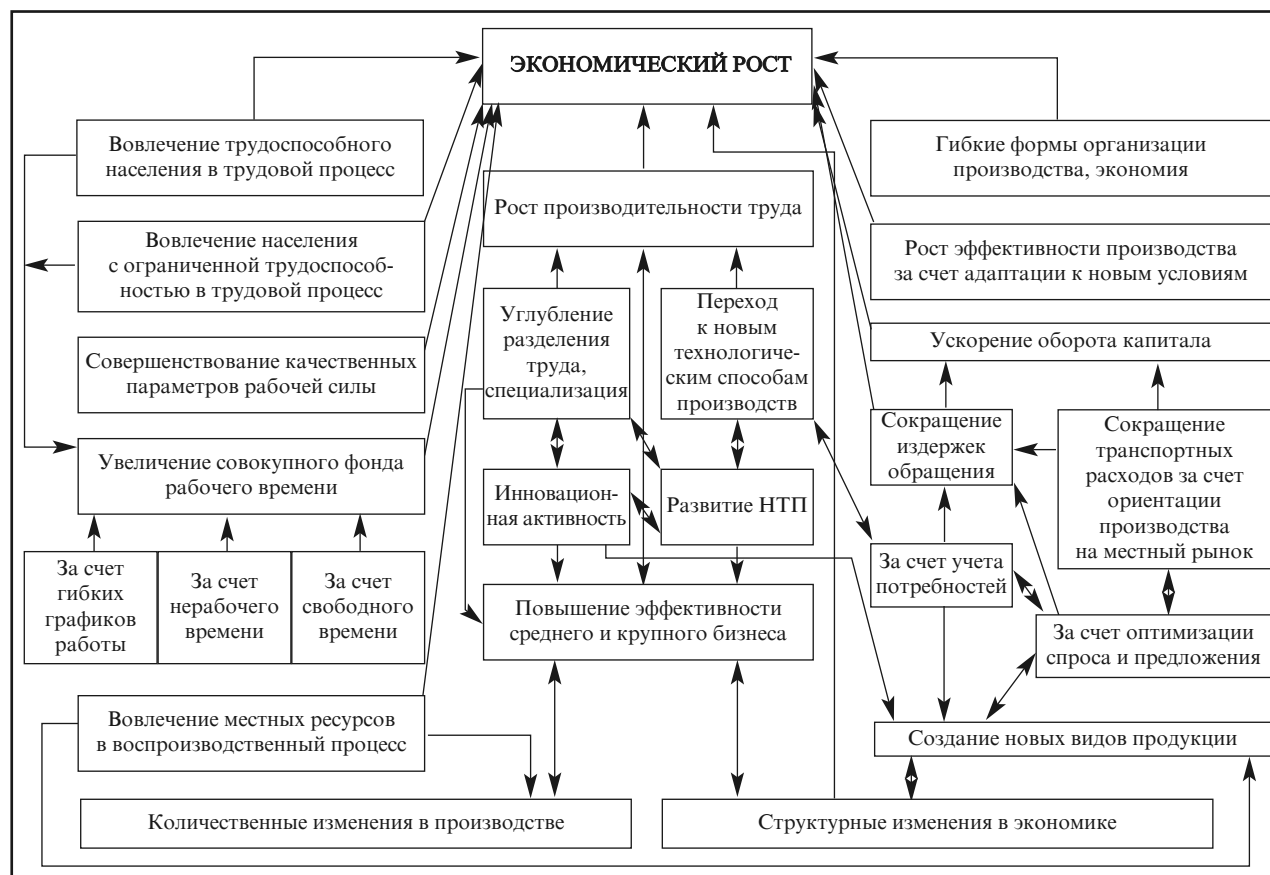 ЭКОНОМИЧЕСКИЙ РОСТ
Вовлечение трудоспособного
населения в трудовой процесс
Гибкие формы организации
производства, экономия
Рост производительности труда
Вовлечение населения
с ограниченной трудоспособ-
ностью в трудовой процесс
Рост эффективности производства
за счет адаптации к новым условиям
Углубление
разделения
труда,
специализация
Переход
к новым
технологиче-
ским способам
производств
Ускорение оборота капитала
Совершенствование качественных
параметров рабочей силы
Сокращение
издержек
обращения
Сокращение
транспортных
расходов за счет
ориентации
производства
на местный рынок
Увеличение совокупного фонда
рабочего времени
Инновацион-
ная активность
Развитие НТП
За счет
гибких
графиков
работы
За счет
нерабочего
времени
За счет
свободного
времени
За счет учета
потребностей
Повышение эффективности
среднего и крупного бизнеса
За счет оптимизации
спроса и предложения
Вовлечение местных ресурсов
в воспроизводственный процесс
Создание новых видов продукции
Количественные изменения в производстве
Структурные изменения в экономике